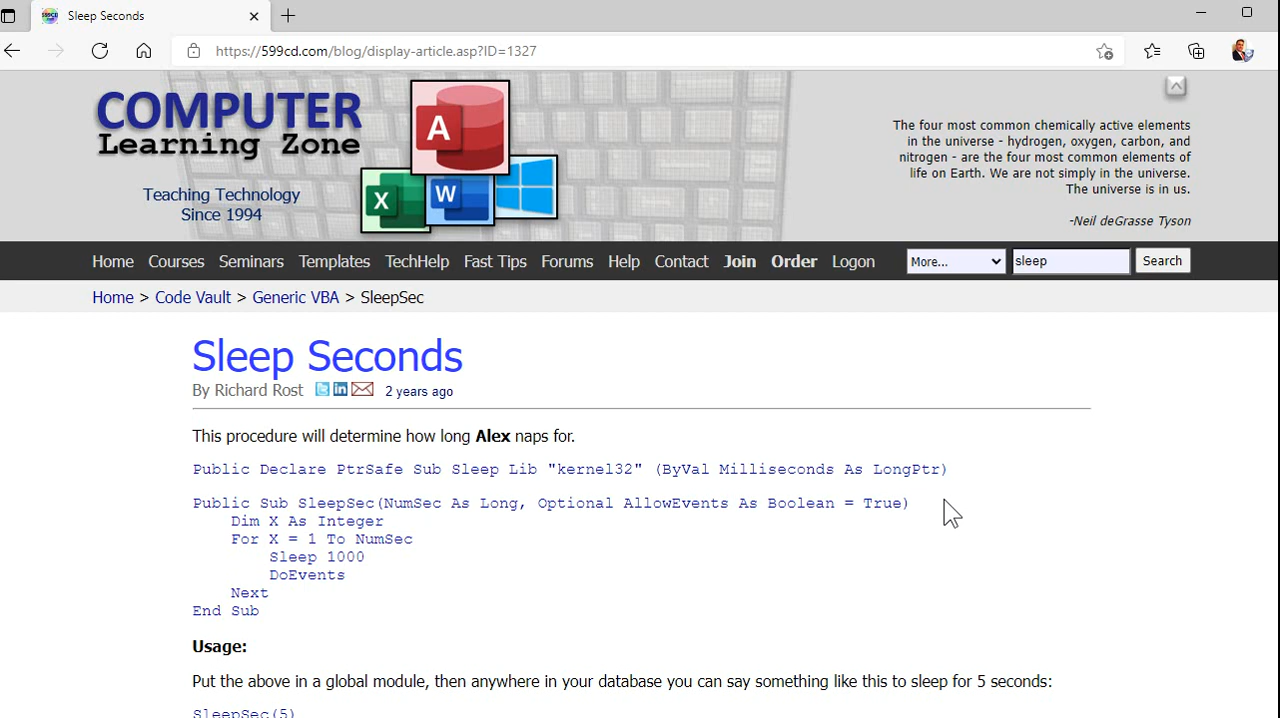 Sleep Seconds
https://599cd.com/blog/display-article.asp?ID=1327
COMPUTER
Learning Zone
Teaching Technology
Since 1994
A
X
W
The four most common chemically active elements
in the universe - hydrogen, oxygen, carbon, and
nitrogen - are the four most common elements of
life on Earth. We are not simply in the universe.
The universe is in us.
-Neil deGrasse Tyson
Home Courses Seminars Templates TechHelp Fast Tips Forums Help Contact Join Order Logon More... sleep Search
Home > Code Vault > Generic VBA > SleepSec
Sleep Seconds
By Richard Rost in 2 years ago
This procedure will determine how long Alex naps for.
Public Declare PtrSafe Sub Sleep Lib "kernel32" (ByVal Milliseconds As LongPtr)
Public Sub SleepSec(NumSec As Long, Optional AllowEvents As Boolean = True)
Dim X As Integer
For X = 1 To NumSec
Sleep 1000
DoEvents
Next
End Sub
Usage:
Put the above in a global module, then anywhere in your database you can say something like this to sleep for 5 seconds:
SleepSec(5)